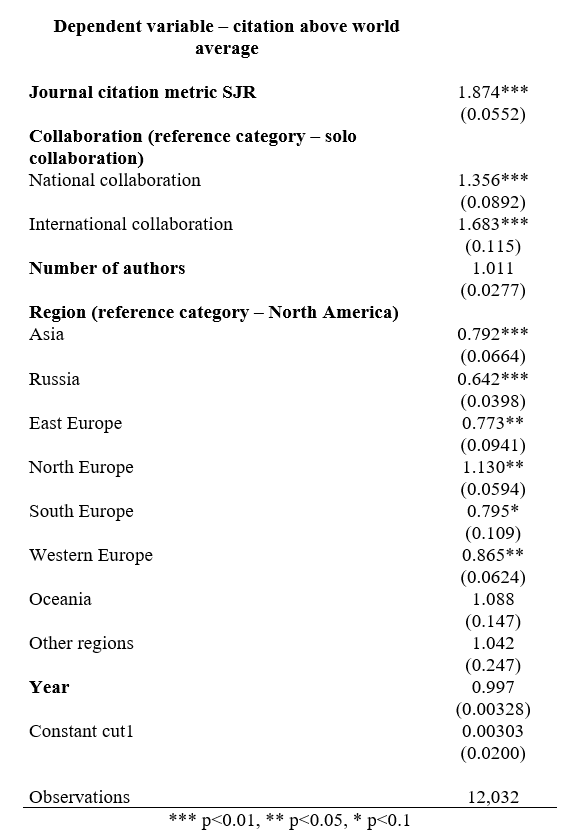 Dependent variable – citation above world
average
Journal citation metric SJR 1.874***
(0.0552)
Collaboration (reference category – solo
collaboration)
National collaboration 1.356***
(0.0892)
International collaboration 1.683***
(0.115)
Number of authors 1.011
(0.0277)
Region (reference category – North America)
Asia 0.792***
(0.0664)
Russia 0.642***
(0.0398)
East Europe 0.773**
(0.0941)
North Europe 1.130**
(0.0594)
South Europe 0.795*
(0.109)
Western Europe 0.865**
(0.0624)
Oceania 1.088
(0.147)
Other regions 1.042
(0.247)
Year 0.997
(0.00328)
Constant cut1 0.00303
(0.0200)
Observations 12,032
*** p<0.01, ** p<0.05, * p<0.1